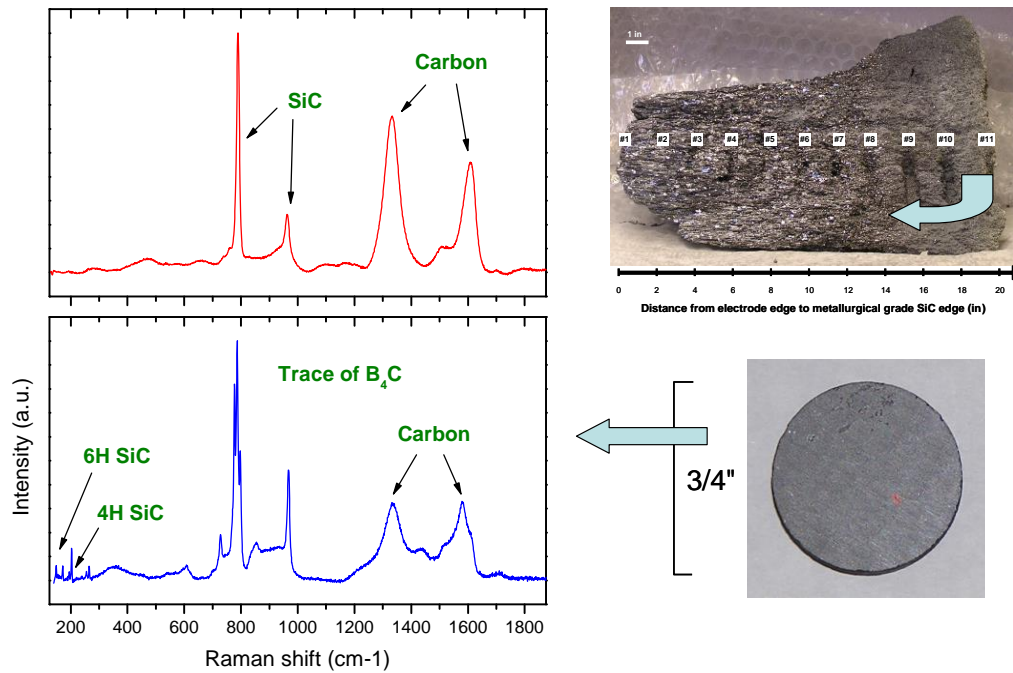 SiC
Carbon
1 in
#1 #2 #3 #4 #5 #6 #7 #8 #9 #10 #11
0 2 4 6 8 10 12 14 16 18 20
Distance from electrode edge to metallurgical grade SiC edge (in)
Intensity (a.u.)
Trace of B₄C
Carbon
6H SiC
4H SiC
3/4"
200 400 600 800 1000 1200 1400 1600 1800
Raman shift (cm-1)